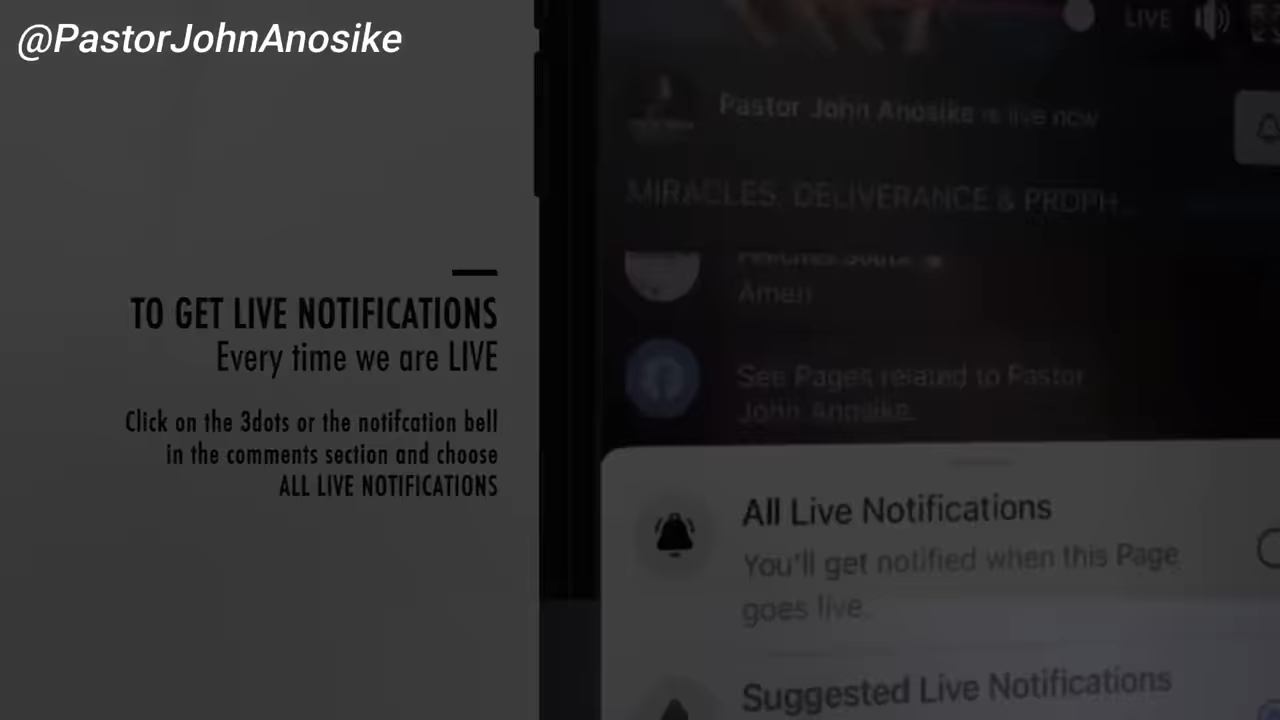 @PastorJohnAnosike
TO GET LIVE NOTIFICATIONS
Every time we are LIVE
Click on the 3dots or the notifcation bell
in the comments section and choose
ALL LIVE NOTIFICATIONS
LIVE
Pastor John Anosike is live now
MIRACLES, DELIVERANCE & PROPH...
Amen
See Pages related to Pastor
John Anosike.
All Live Notifications
You'll get notified when this Page
goes live.
Suggested Live Notifications